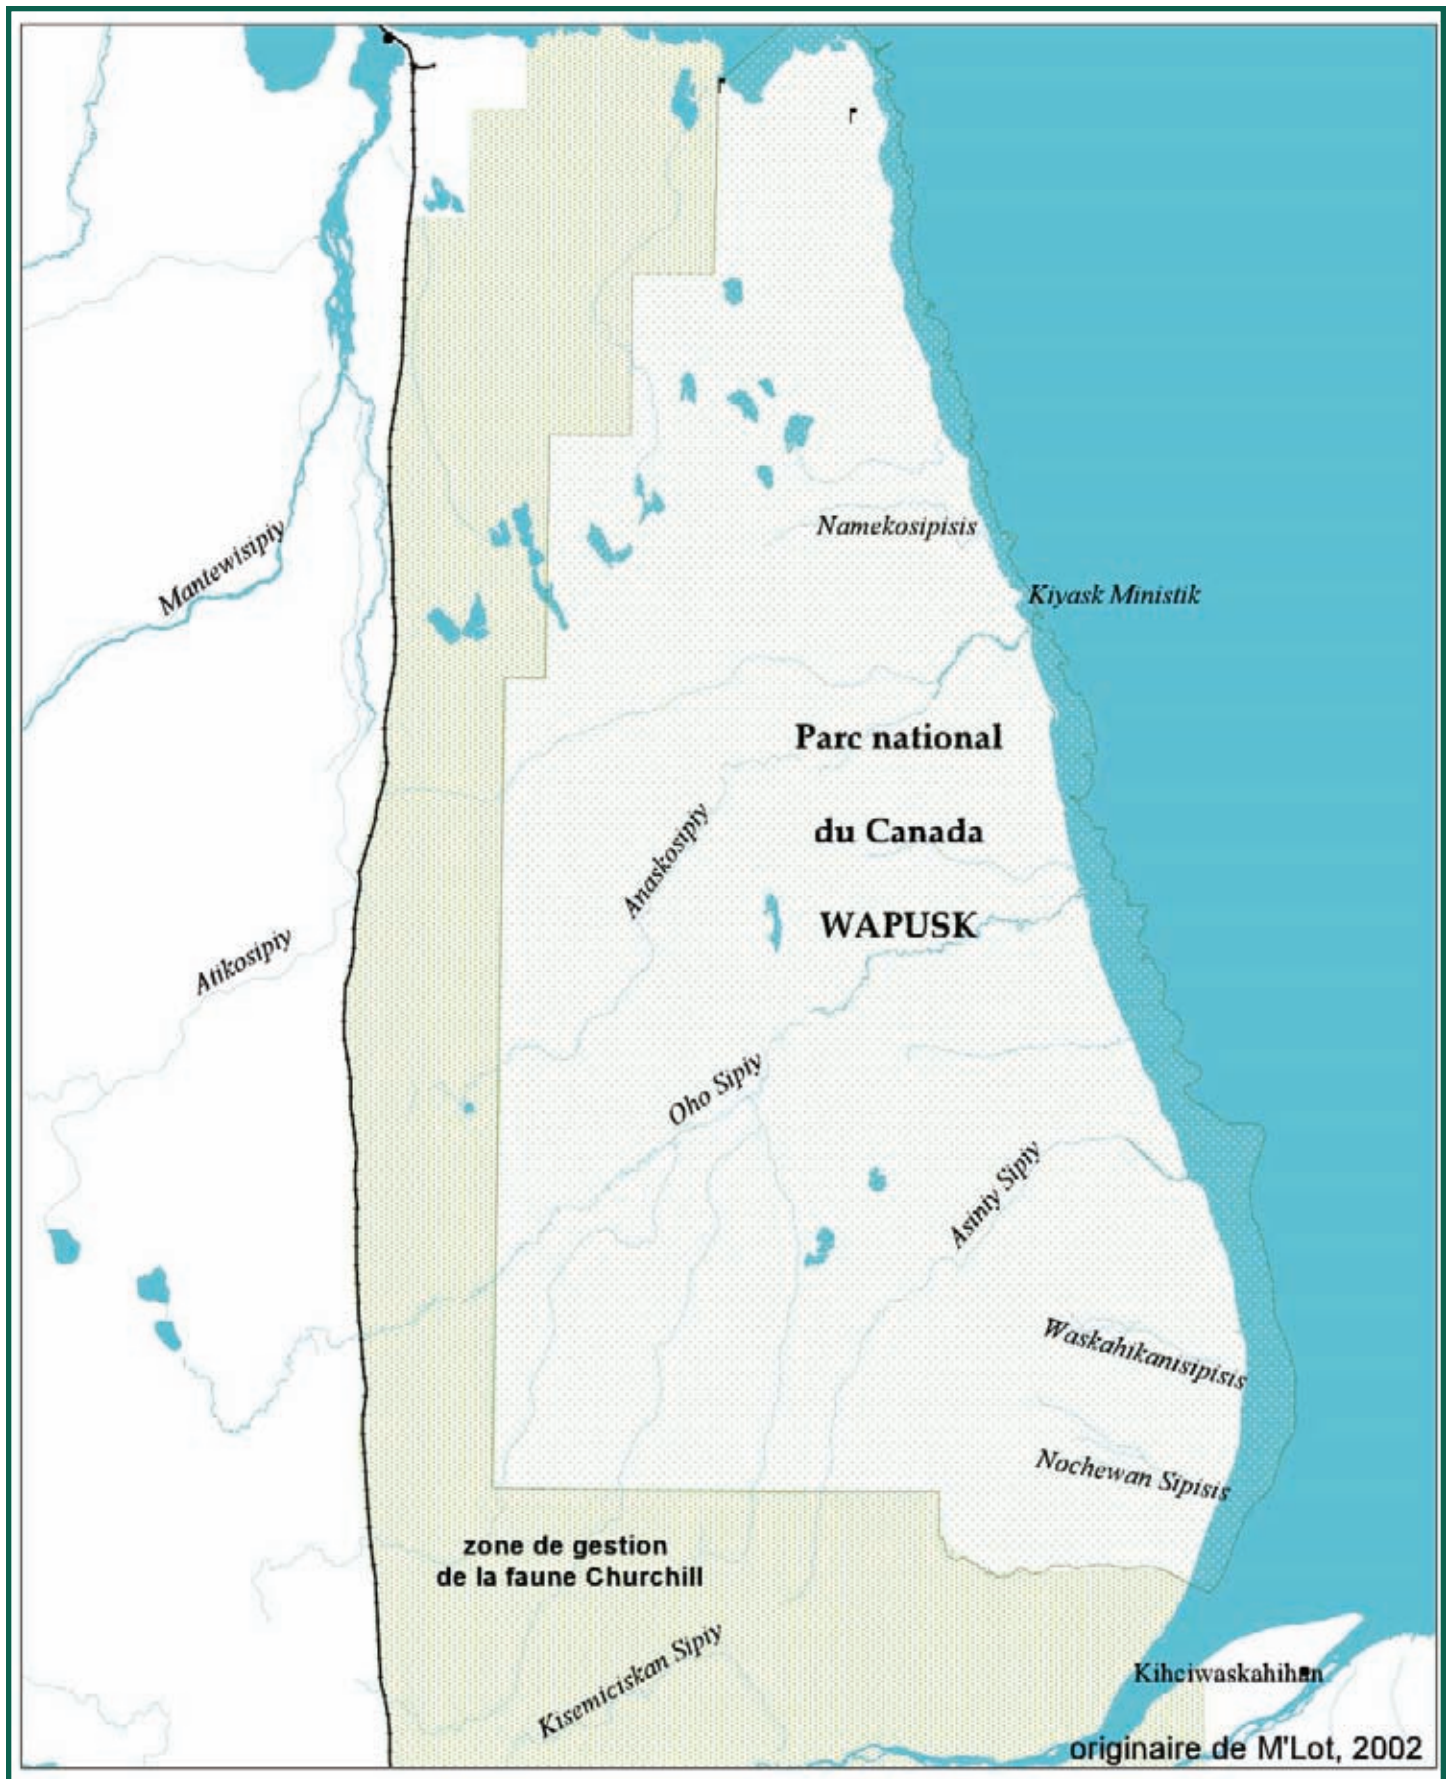 Mantewisipiy
Namekosipisis
Kiyask Ministik
Parc national
du Canada
WAPUSK
Anaskosipiy
Atikosipiy
Oho Sipiy
Asiniy Sipiy
Waskahikanisipisis
Nochewan Sipisis
zone de gestion
de la faune Churchill
Kisemiciskan Sipiy
Kihciwaskahihan
originaire de M'Lot, 2002